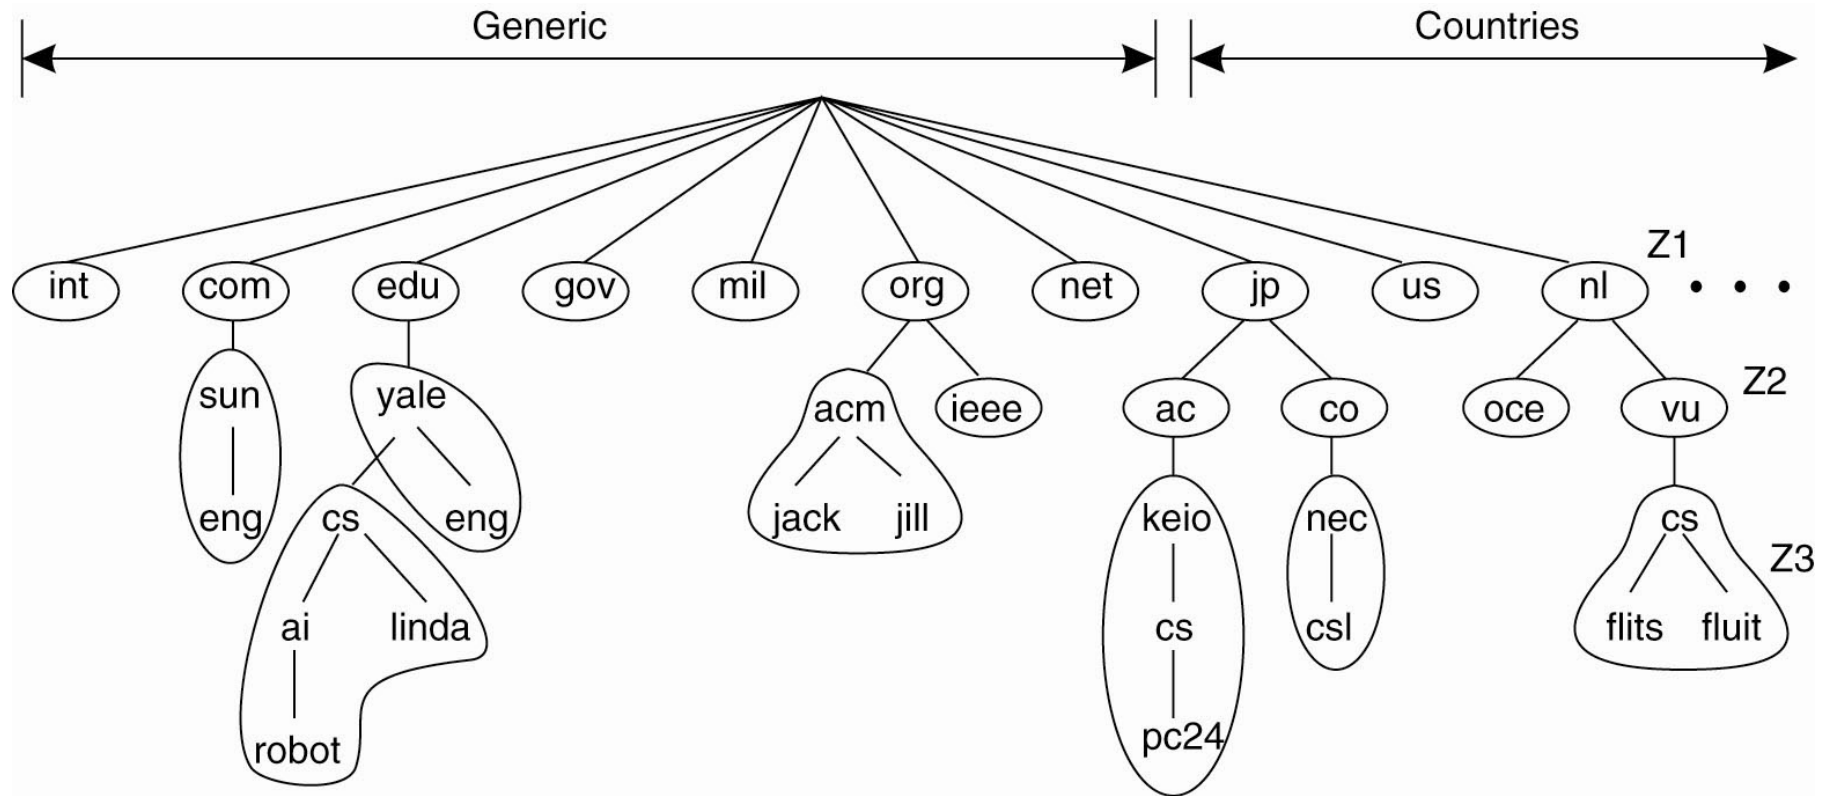 Generic Countries
Z1
int com edu gov mil org net jp us nl • • •
Z2
sun yale acm ieee ac co oce vu
eng cs eng jack jill keio nec cs
Z3
ai linda cs csl flits fluit
robot pc24